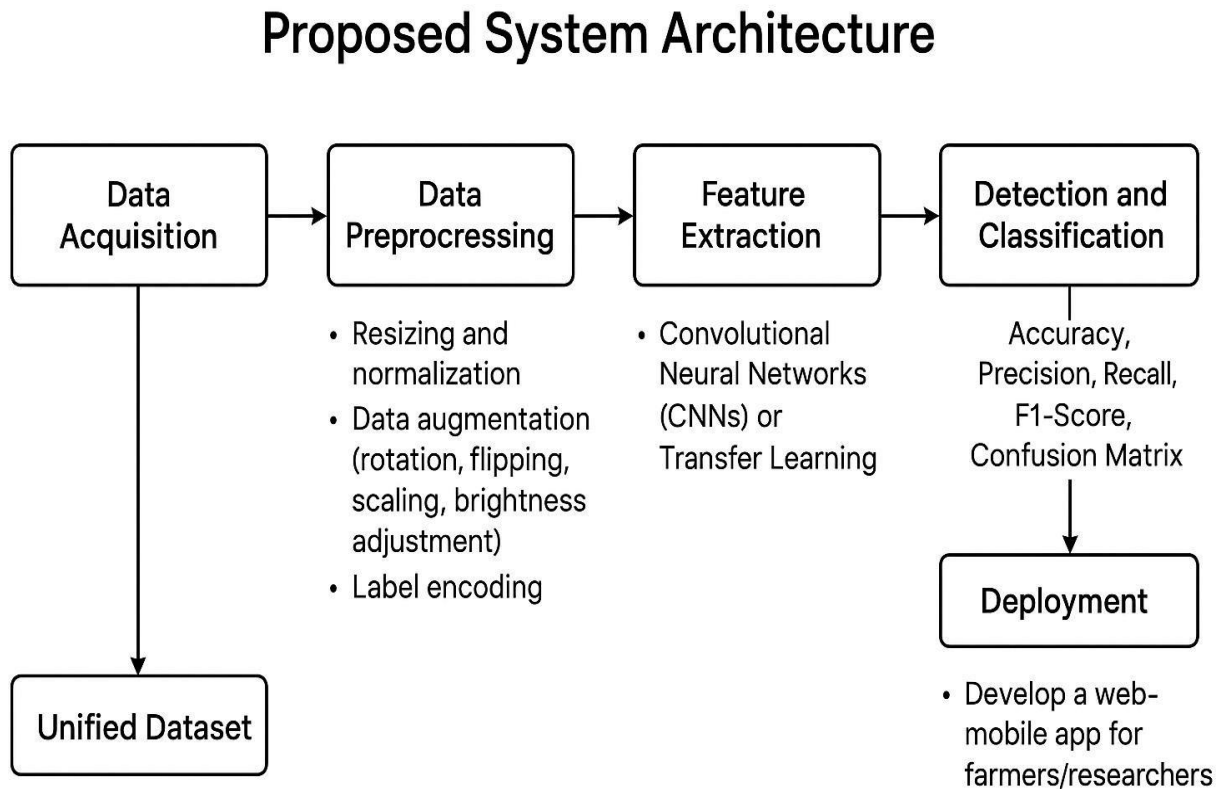 Proposed System Architecture
Data
Acquisition
Data
Preprocressing
Feature
Extraction
Detection and
Classification
• Resizing and
normalization
• Data augmentation
(rotation, flipping,
scaling, brightness
adjustment)
• Label encoding
• Convolutional
Neural Networks
(CNNs) or
Transfer Learning
Accuracy,
Precision, Recall,
F1-Score,
Confusion Matrix
Deployment
• Develop a web-
mobile app for
farmers/researchers
Unified Dataset